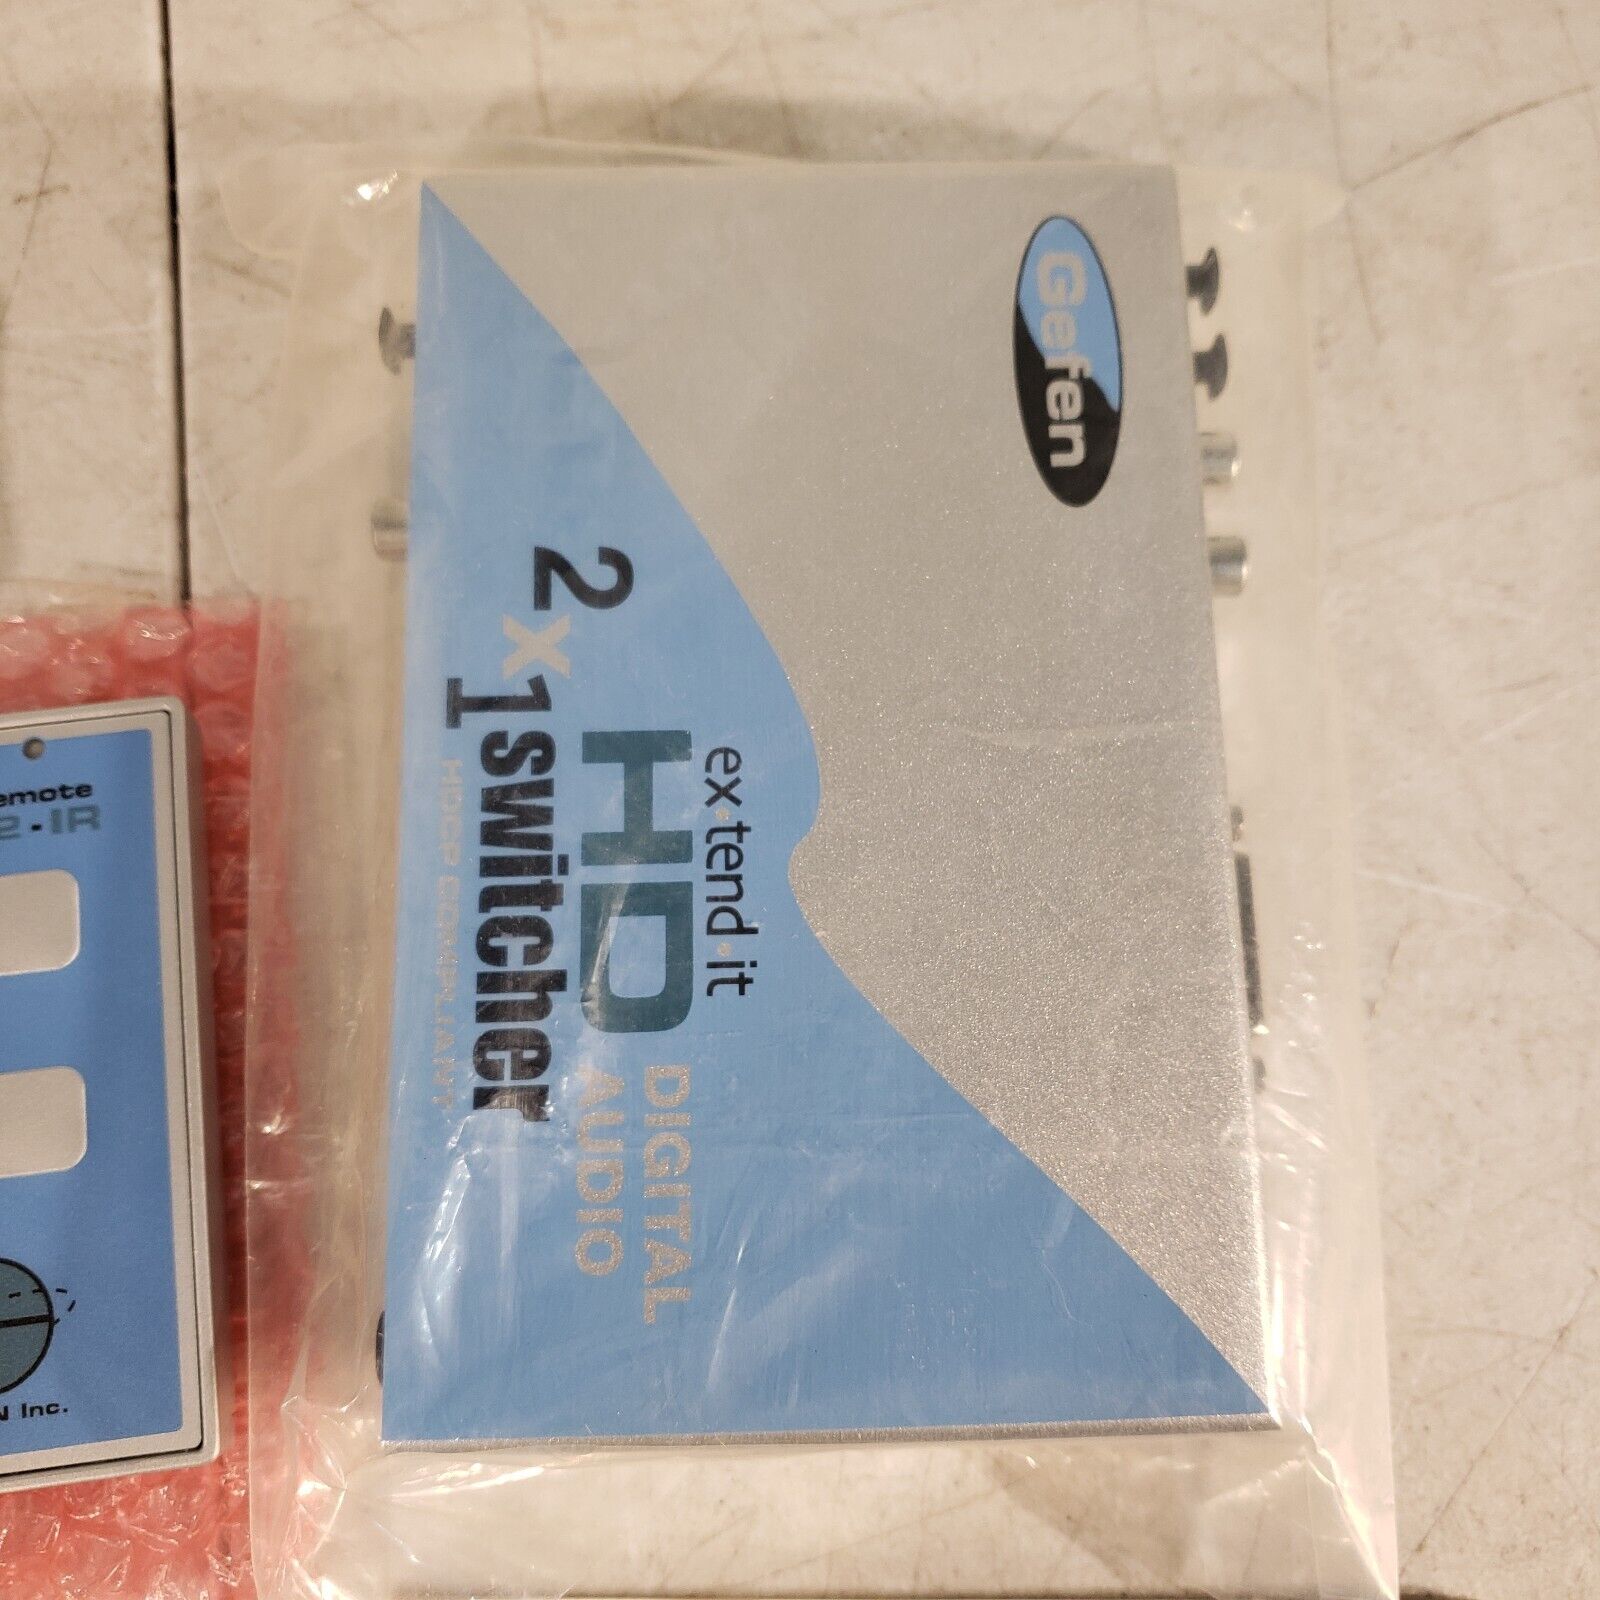 Gefen
ex•tend•it
HD DIGITAL AUDIO
2x1 switcher
HDCP COMPLIANT
emote
2-IR
N Inc.